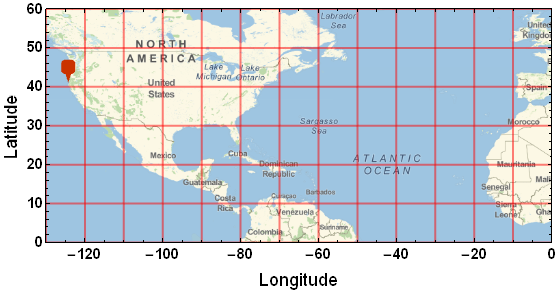 60
50
40
30
20
10
0
Latitude
Labrador
Sea
NORTH
AMERICA
United
Kingdom
Lake
Michigan
Lake
Ontario
United
States
Spain
Sargasso
Sea
Morocco
Mexico
Cuba
Dominican
Republic
ATLANTIC
OCEAN
Mauritania
Mali
Guatemala
Costa
Rica
Curaçao
Barbados
Senegal
Sierra
Leone
Venezuela
Colombia
Suriname
Gha
-120
-100
-80
-60
-40
-20
0
Longitude